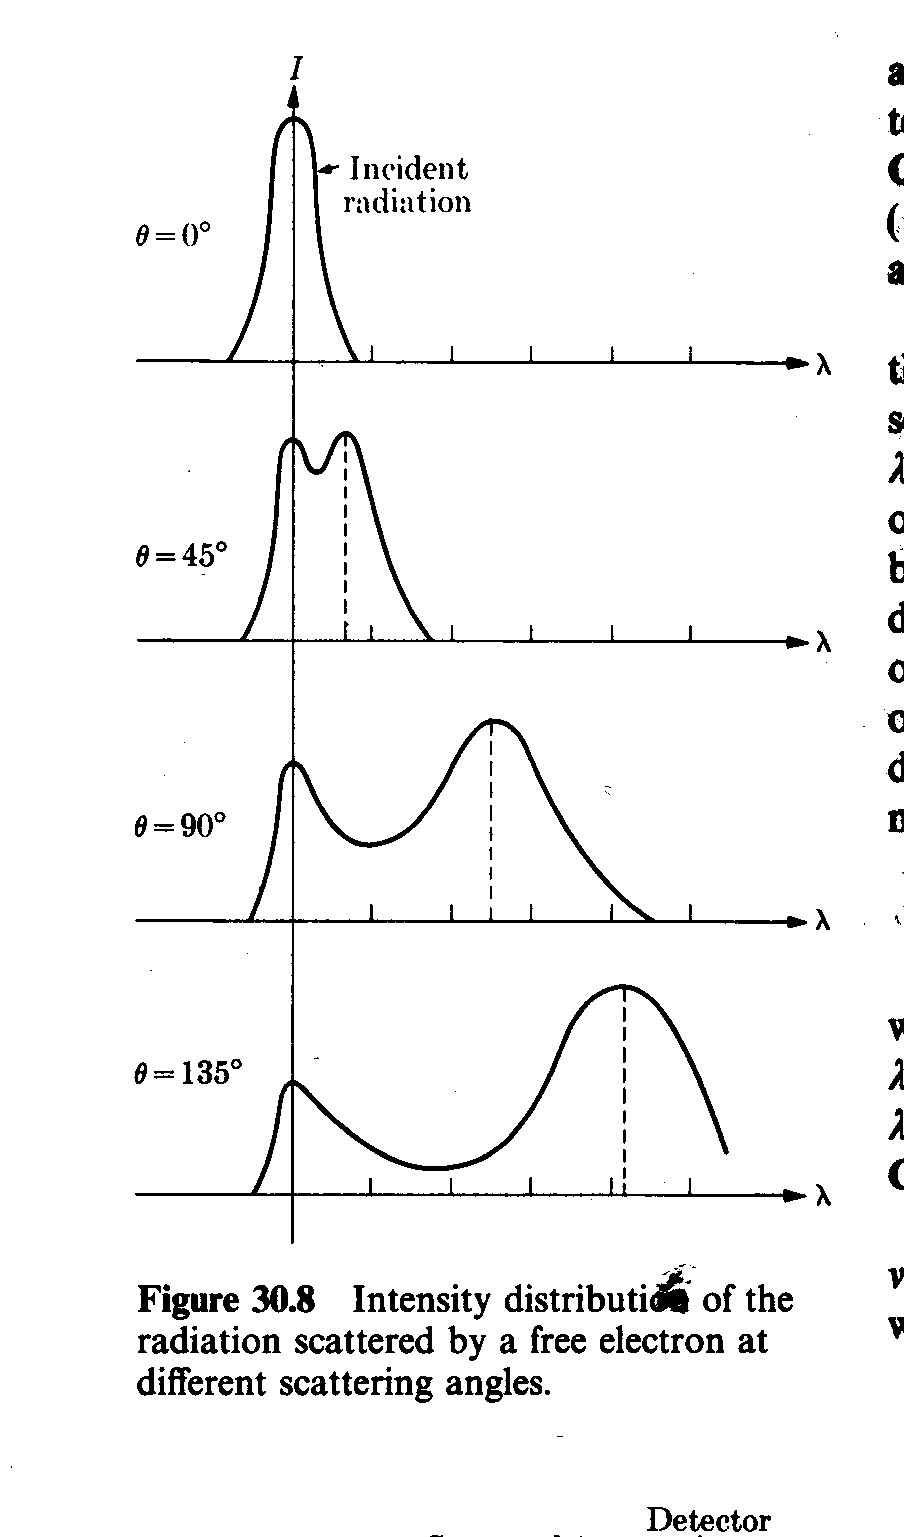 I
Incident
radiation
θ = 0°
λ
θ = 45°
λ
θ = 90°
λ
θ = 135°
λ
Figure 30.8 Intensity distribution of the
radiation scattered by a free electron at
different scattering angles.
Detector